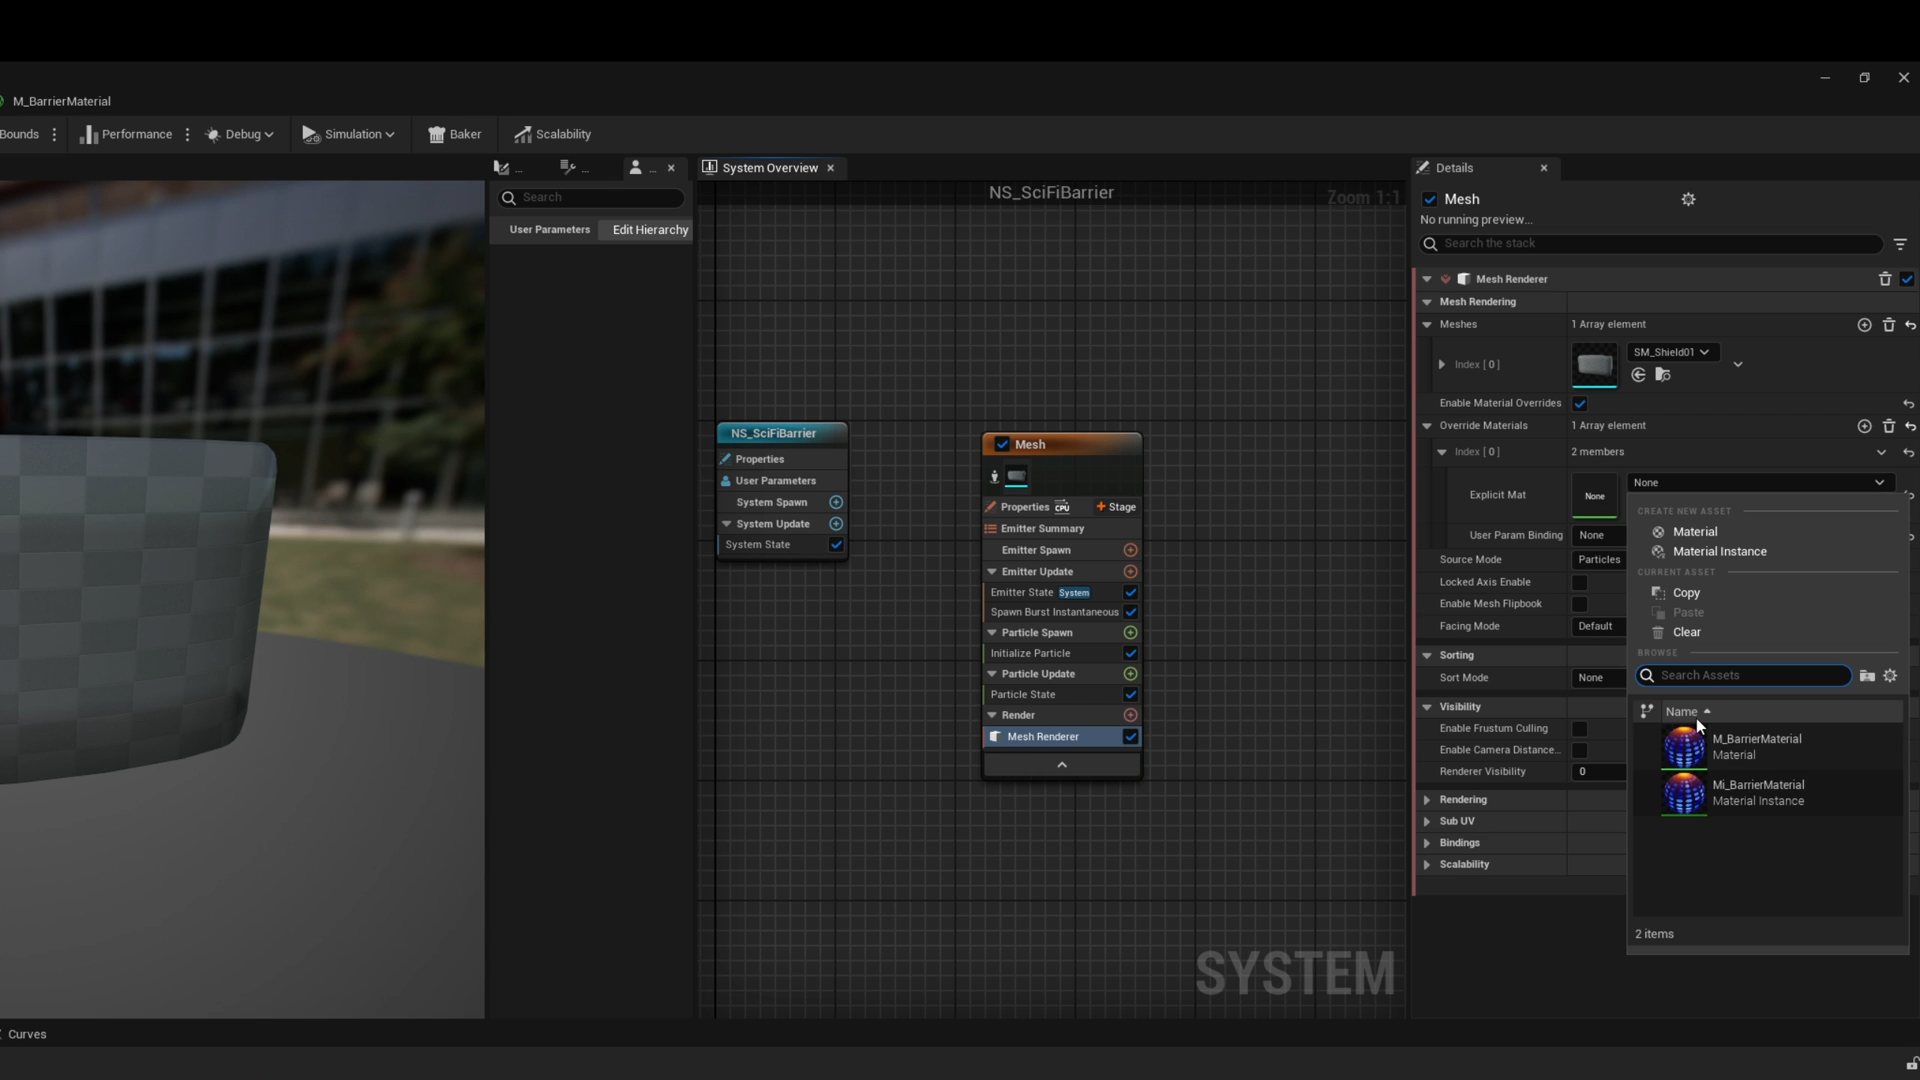 M_BarrierMaterial
Bounds
Performance
Debug
Simulation
Baker
Scalability
...
...
...
System Overview
Details
Search
User Parameters
Edit Hierarchy
NS_SciFiBarrier
Zoom 1:1
NS_SciFiBarrier
Properties
User Parameters
System Spawn
System Update
System State
Mesh
Properties
CPU
Stage
Emitter Summary
Emitter Spawn
Emitter Update
Emitter State System
Spawn Burst Instantaneous
Particle Spawn
Initialize Particle
Particle Update
Particle State
Render
Mesh Renderer
SYSTEM
Mesh
No running preview...
Search the stack
Mesh Renderer
Mesh Rendering
Meshes 1 Array element
Index [ 0 ] SM_Shield01
Enable Material Overrides
Override Materials 1 Array element
Index [ 0 ] 2 members
Explicit Mat None None
User Param Binding None
Source Mode Particles
Locked Axis Enable
Enable Mesh Flipbook
Facing Mode Default
Sorting
Sort Mode None
Visibility
Enable Frustum Culling
Enable Camera Distance...
Renderer Visibility 0
Rendering
Sub UV
Bindings
Scalability
CREATE NEW ASSET
Material
Material Instance
CURRENT ASSET
Copy
Paste
Clear
BROWSE
Search Assets
Name
M_BarrierMaterial
Material
Mi_BarrierMaterial
Material Instance
2 items
Curves